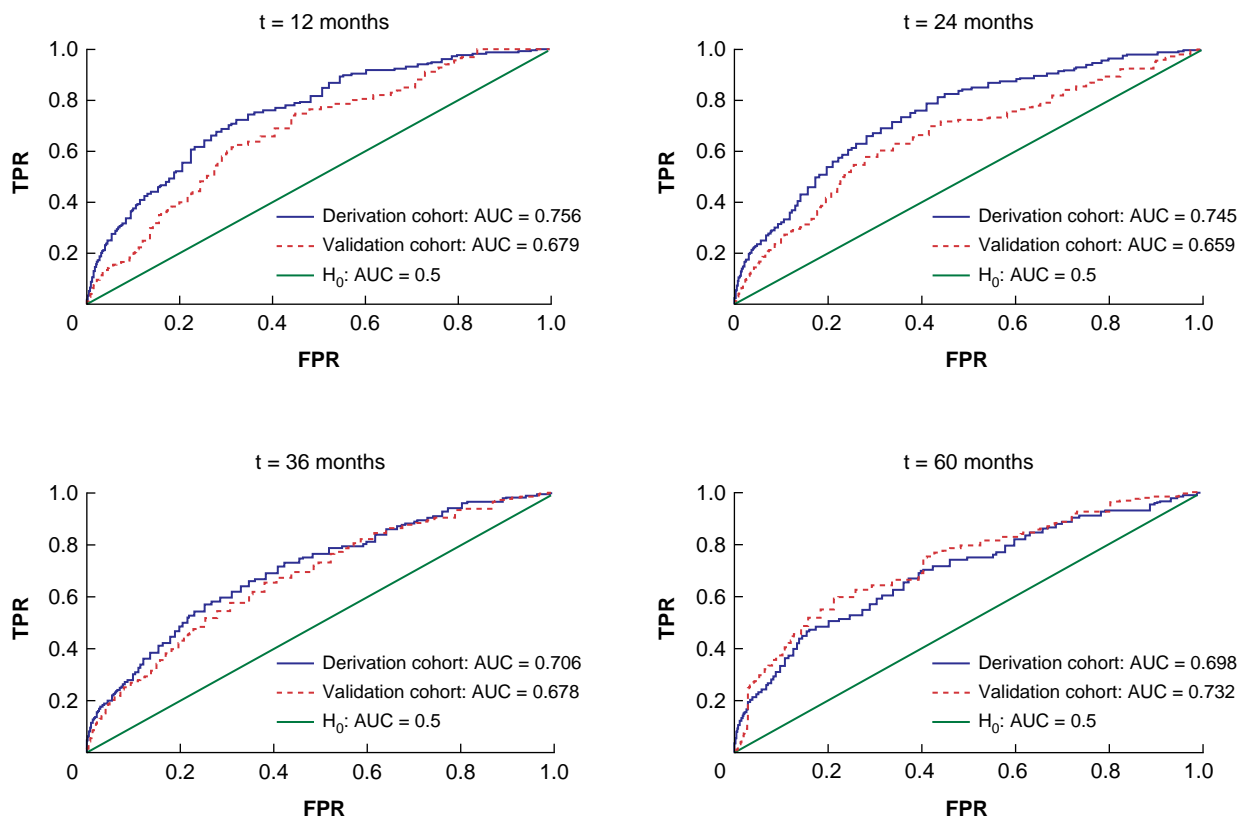 t = 12 months
1.0
0.8
0.6
0.4
0.2
TPR
Derivation cohort: AUC = 0.756
Validation cohort: AUC = 0.679
H0: AUC = 0.5
0 0.2 0.4 0.6 0.8 1.0
FPR
t = 24 months
1.0
0.8
0.6
0.4
0.2
TPR
Derivation cohort: AUC = 0.745
Validation cohort: AUC = 0.659
H0: AUC = 0.5
0 0.2 0.4 0.6 0.8 1.0
FPR
t = 36 months
1.0
0.8
0.6
0.4
0.2
TPR
Derivation cohort: AUC = 0.706
Validation cohort: AUC = 0.678
H0: AUC = 0.5
0 0.2 0.4 0.6 0.8 1.0
FPR
t = 60 months
1.0
0.8
0.6
0.4
0.2
TPR
Derivation cohort: AUC = 0.698
Validation cohort: AUC = 0.732
H0: AUC = 0.5
0 0.2 0.4 0.6 0.8 1.0
FPR